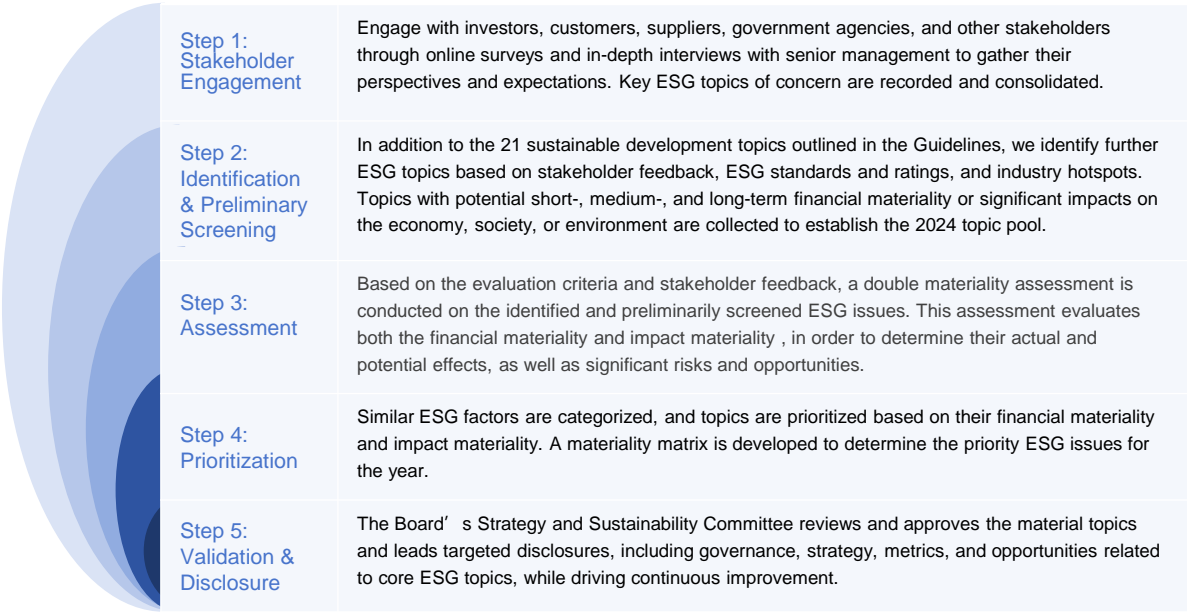 Step 1:
Stakeholder
Engagement
Engage with investors, customers, suppliers, government agencies, and other stakeholders
through online surveys and in-depth interviews with senior management to gather their
perspectives and expectations. Key ESG topics of concern are recorded and consolidated.
Step 2:
Identification
& Preliminary
Screening
In addition to the 21 sustainable development topics outlined in the Guidelines, we identify further
ESG topics based on stakeholder feedback, ESG standards and ratings, and industry hotspots.
Topics with potential short-, medium-, and long-term financial materiality or significant impacts on
the economy, society, or environment are collected to establish the 2024 topic pool.
Step 3:
Assessment
Based on the evaluation criteria and stakeholder feedback, a double materiality assessment is
conducted on the identified and preliminarily screened ESG issues. This assessment evaluates
both the financial materiality and impact materiality , in order to determine their actual and
potential effects, as well as significant risks and opportunities.
Step 4:
Prioritization
Similar ESG factors are categorized, and topics are prioritized based on their financial materiality
and impact materiality. A materiality matrix is developed to determine the priority ESG issues for
the year.
Step 5:
Validation &
Disclosure
The Board’ s Strategy and Sustainability Committee reviews and approves the material topics
and leads targeted disclosures, including governance, strategy, metrics, and opportunities related
to core ESG topics, while driving continuous improvement.